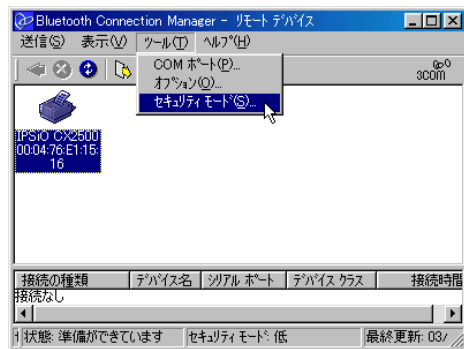 Bluetooth Connection Manager - リモート デバイス
送信(S) 表示(V) ツール(T) ヘルプ(H)
COM ポート(P)...
オプション(O)...
セキュリティ モード(S)...
3com
IPSiO CX2500
00:04:76:E1:15:
16
接続の種類 デバイス名 シリアル ポート デバイス クラス 接続時間
接続なし
状態: 準備ができています セキュリティ モード: 低 最終更新: 03/